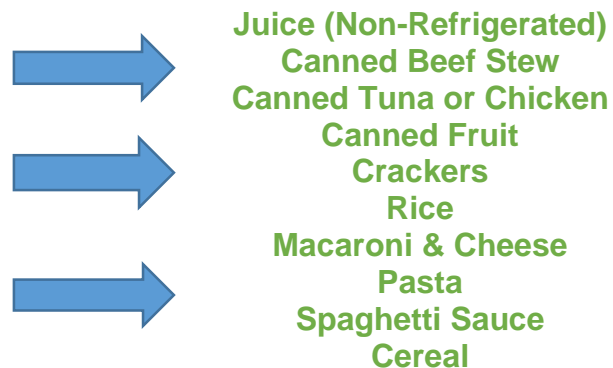 Juice (Non-Refrigerated)
Canned Beef Stew
Canned Tuna or Chicken
Canned Fruit
Crackers
Rice
Macaroni & Cheese
Pasta
Spaghetti Sauce
Cereal